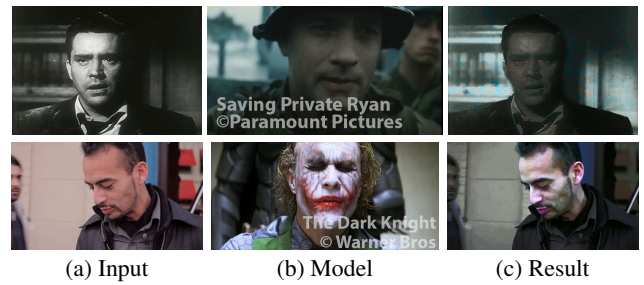 Saving Private Ryan
©Paramount Pictures
The Dark Knight
© Warner Bros
(a) Input
(b) Model
(c) Result